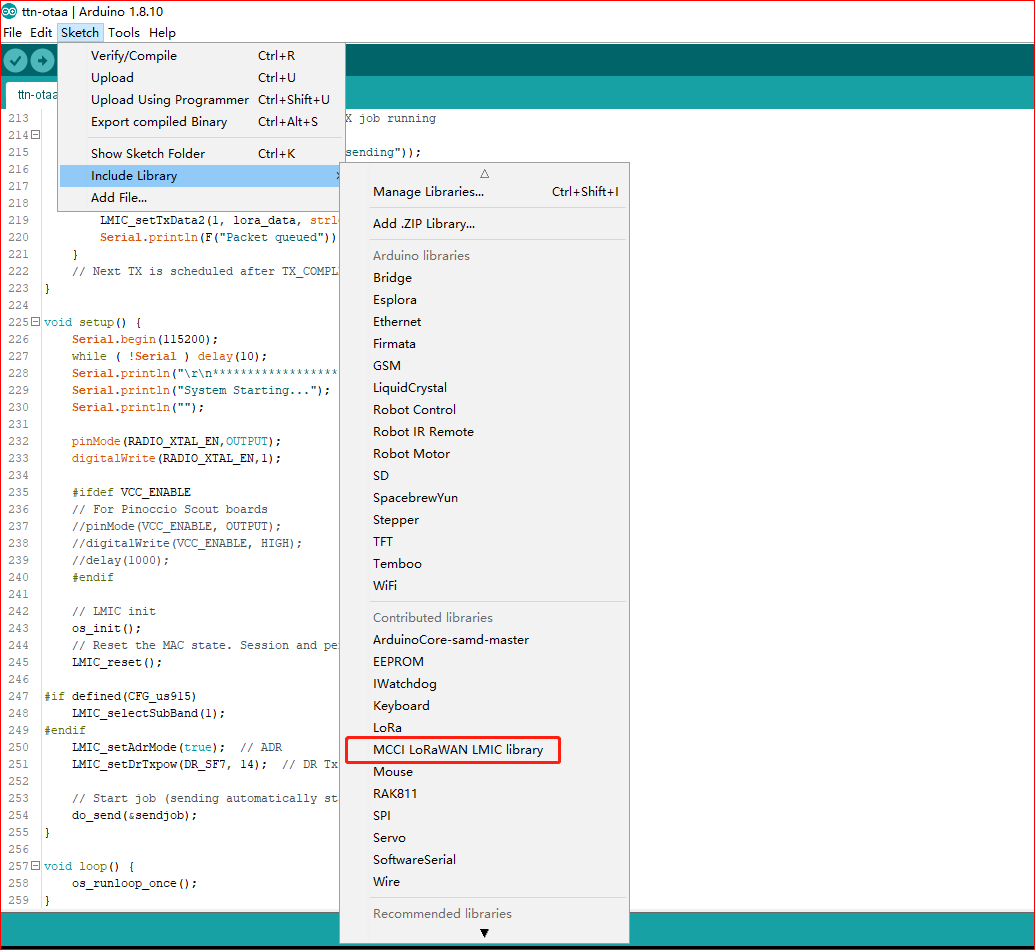 ttn-otaa | Arduino 1.8.10
File Edit Sketch Tools Help
Verify/Compile Ctrl+R
Upload Ctrl+U
Upload Using Programmer Ctrl+Shift+U
Export compiled Binary Ctrl+Alt+S
Show Sketch Folder Ctrl+K
Include Library
Add File...
ttn-otaa
Manage Libraries... Ctrl+Shift+I
Add .ZIP Library...
Arduino libraries
Bridge
Esplora
Ethernet
Firmata
GSM
LiquidCrystal
Robot Control
Robot IR Remote
Robot Motor
SD
SpacebrewYun
Stepper
TFT
Temboo
WiFi
Contributed libraries
ArduinoCore-samd-master
EEPROM
IWatchdog
Keyboard
LoRa
MCCI LoRaWAN LMIC library
Mouse
RAK811
SPI
Servo
SoftwareSerial
Wire
Recommended libraries
213 X job running
214
215 sending"));
216
217
218
219 LMIC_setTxData2(1, lora_data, strl
220 Serial.println(F("Packet queued"))
221 }
222 // Next TX is scheduled after TX_COMPL
223 }
224
225 void setup() {
226 Serial.begin(115200);
227 while ( !Serial ) delay(10);
228 Serial.println("\r\n******************
229 Serial.println("System Starting...");
230 Serial.println("");
231
232 pinMode(RADIO_XTAL_EN,OUTPUT);
233 digitalWrite(RADIO_XTAL_EN,1);
234
235 #ifdef VCC_ENABLE
236 // For Pinoccio Scout boards
237 //pinMode(VCC_ENABLE, OUTPUT);
238 //digitalWrite(VCC_ENABLE, HIGH);
239 //delay(1000);
240 #endif
241
242 // LMIC init
243 os_init();
244 // Reset the MAC state. Session and pe
245 LMIC_reset();
246
247 #if defined(CFG_us915)
248 LMIC_selectSubBand(1);
249 #endif
250 LMIC_setAdrMode(true); // ADR
251 LMIC_setDrTxpow(DR_SF7, 14); // DR Tx
252
253 // Start job (sending automatically st
254 do_send(&sendjob);
255 }
256
257 void loop() {
258 os_runloop_once();
259 }